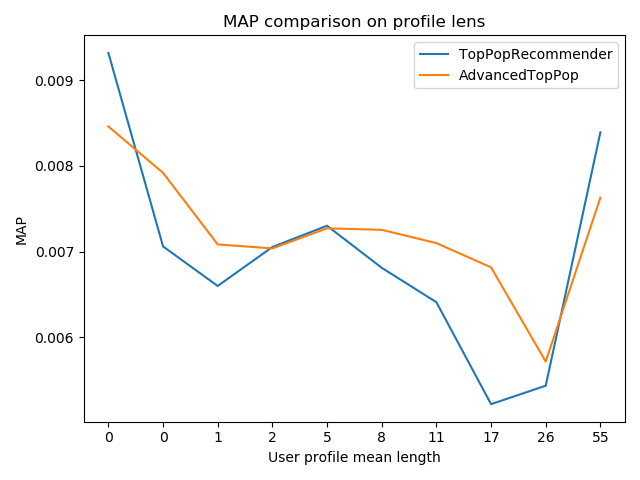 MAP comparison on profile lens
TopPopRecommender
AdvancedTopPop
MAP
0.009
0.008
0.007
0.006
0 0 1 2 5 8 11 17 26 55
User profile mean length